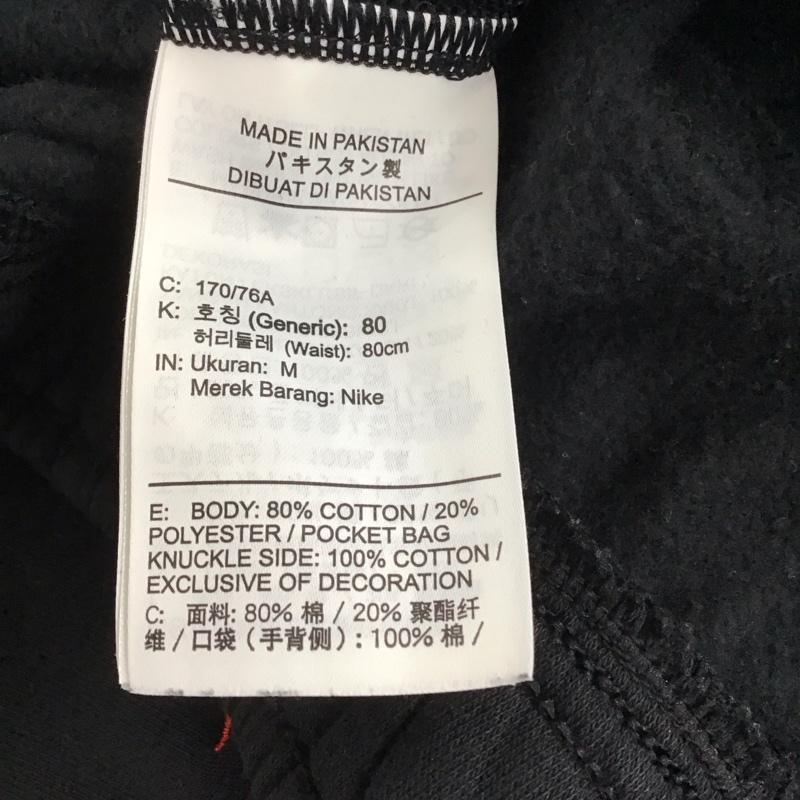 MADE IN PAKISTAN
パキスタン製
DIBUAT DI PAKISTAN
C: 170/76A
K: 호칭 (Generic): 80
허리둘레 (Waist): 80cm
IN: Ukuran: M
Merek Barang: Nike
E: BODY: 80% COTTON / 20%
POLYESTER / POCKET BAG
KNUCKLE SIDE: 100% COTTON /
EXCLUSIVE OF DECORATION
C: 面料: 80% 棉 / 20% 聚酯纤
维 / 口袋 (手背侧) : 100% 棉 /